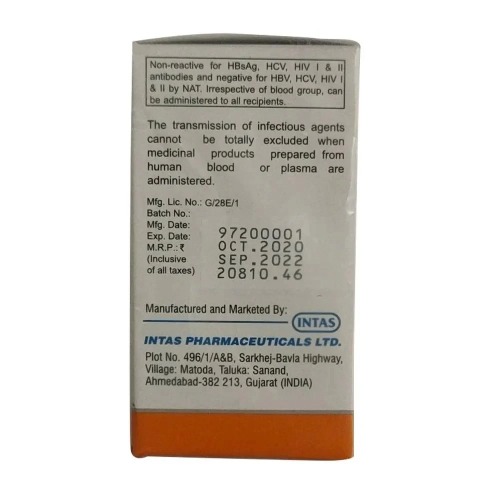 Non-reactive for HBsAg, HCV, HIV I & II
antibodies and negative for HBV, HCV, HIV I
& II by NAT. Irrespective of blood group, can
be administered to all recipients.
The transmission of infectious agents
cannot be totally excluded when
medicinal products prepared from
human blood or plasma are
administered.
Mfg. Lic. No.: G/28E/1
Batch No.: 97200001
Mfg. Date: OCT.2020
Exp. Date: SEP.2022
M.R.P.: ₹ 20810.46
(Inclusive
of all taxes)
Manufactured and Marketed By:
INTAS
INTAS PHARMACEUTICALS LTD.
Plot No. 496/1/A&B, Sarkhej-Bavla Highway,
Village: Matoda, Taluka: Sanand,
Ahmedabad-382 213, Gujarat (INDIA)